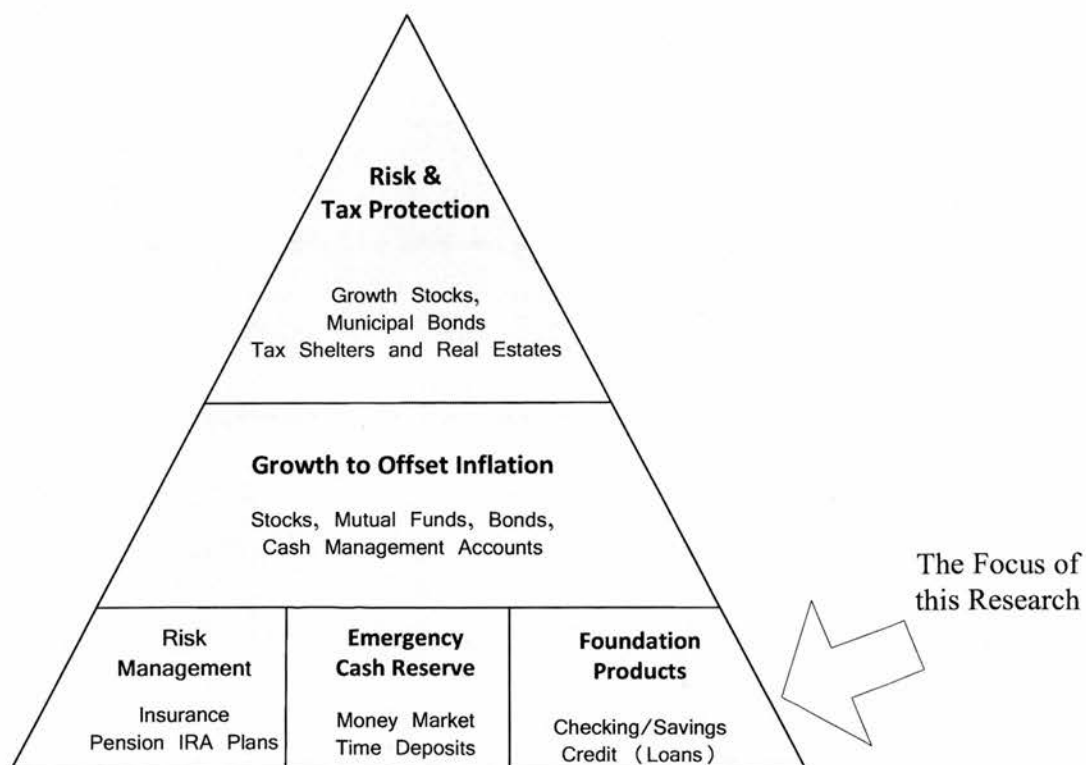 Risk &
Tax Protection
Growth Stocks,
Municipal Bonds
Tax Shelters and Real Estates
Growth to Offset Inflation
Stocks, Mutual Funds, Bonds,
Cash Management Accounts
The Focus of
this Research
Risk
Management
Insurance
Pension IRA Plans
Emergency
Cash Reserve
Money Market
Time Deposits
Foundation
Products
Checking/Savings
Credit (Loans)